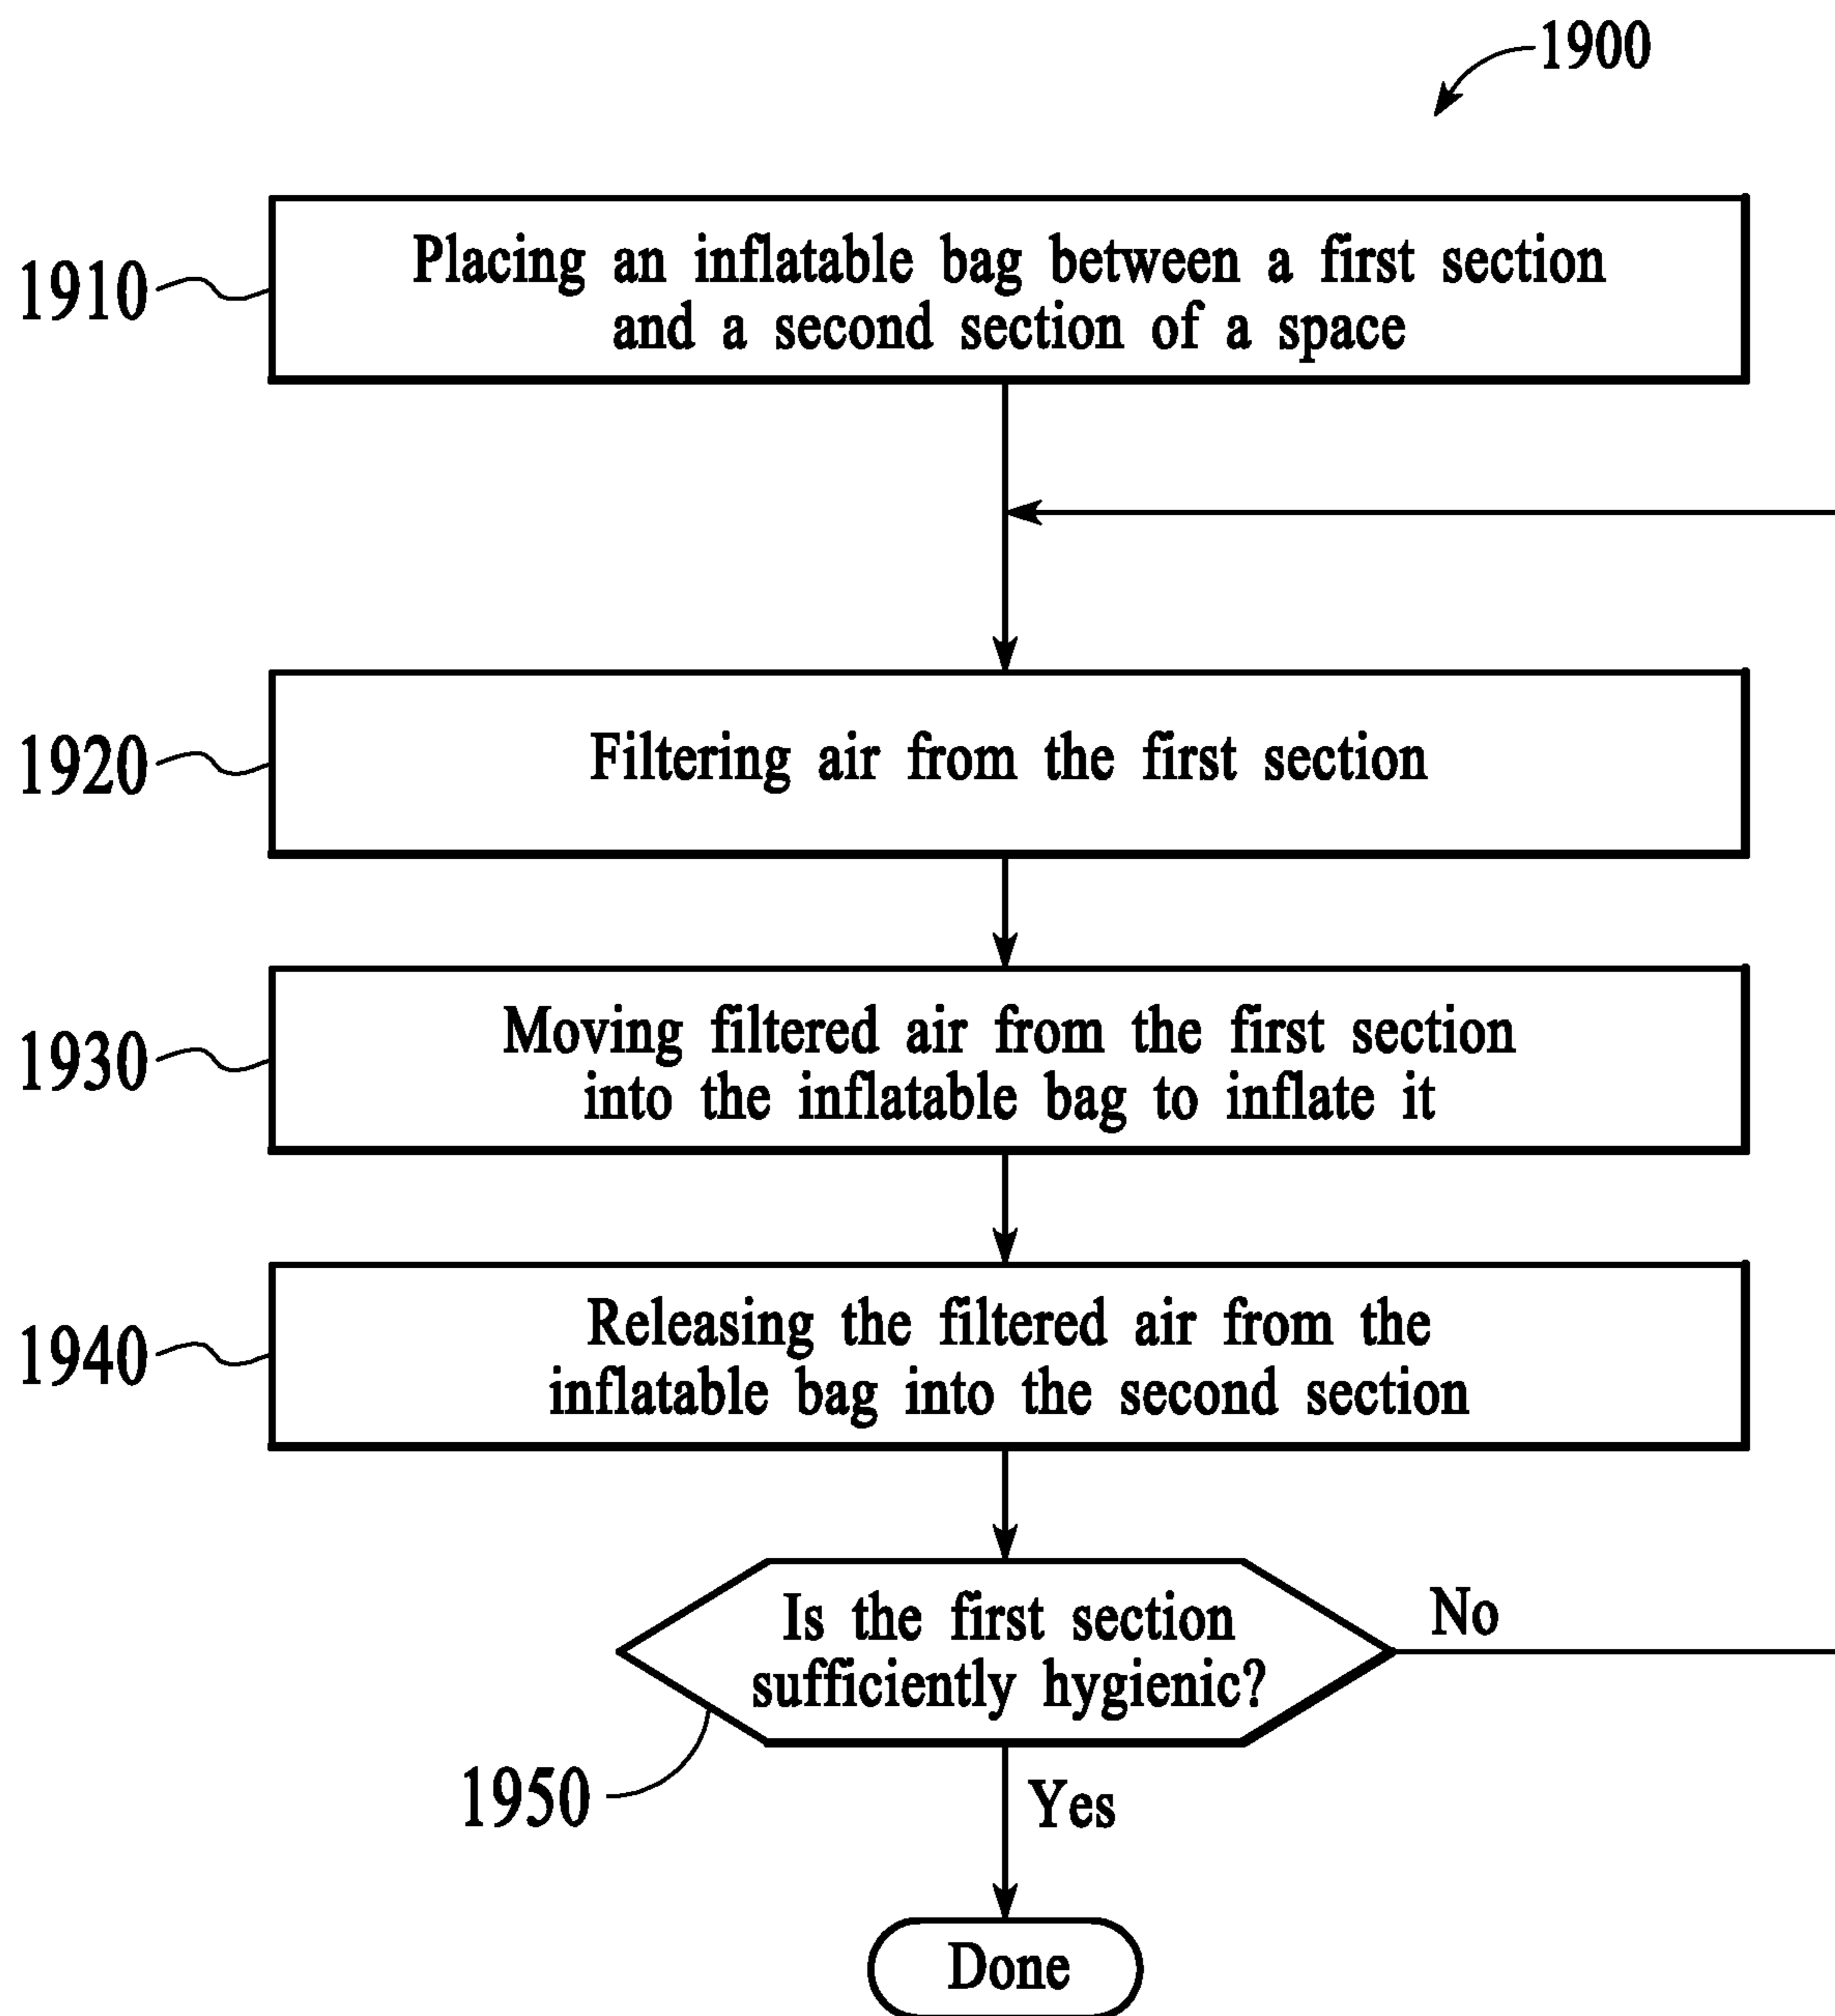 1900
1910
Placing an inflatable bag between a first section
and a second section of a space
1920
Filtering air from the first section
1930
Moving filtered air from the first section
into the inflatable bag to inflate it
1940
Releasing the filtered air from the
inflatable bag into the second section
Is the first section
sufficiently hygienic?
No
1950
Yes
Done